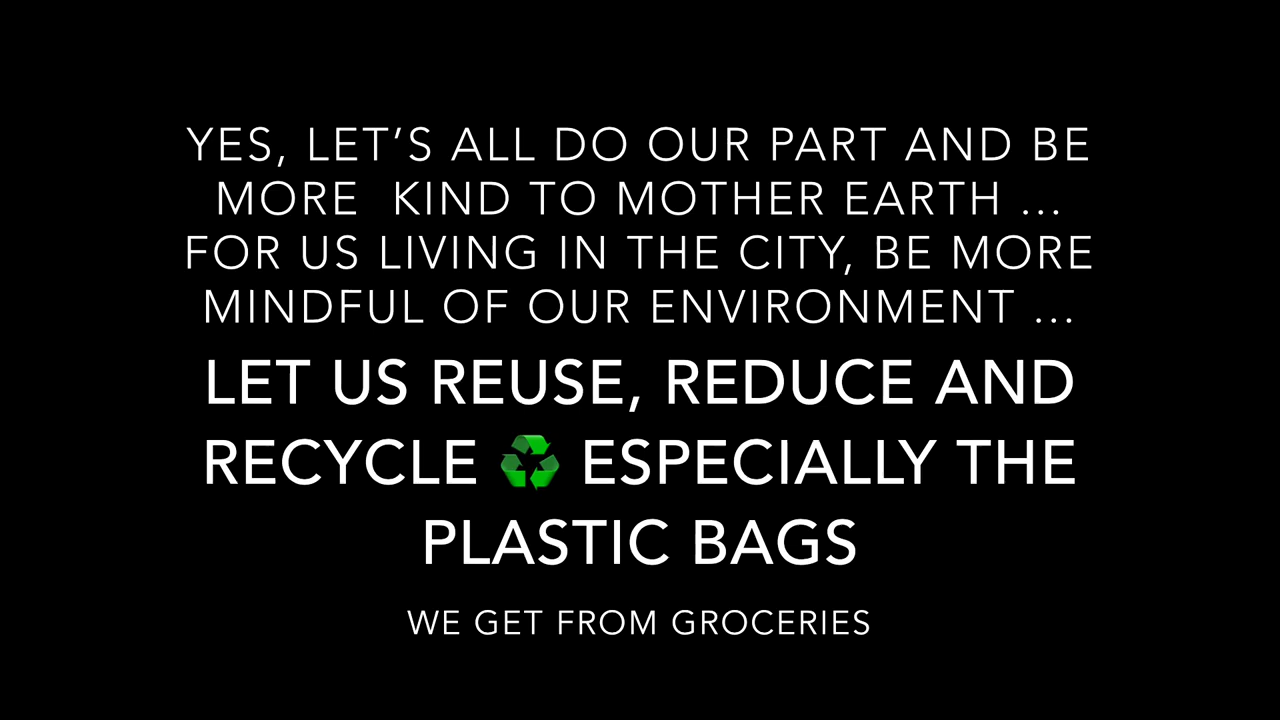 YES, LET’S ALL DO OUR PART AND BE
MORE KIND TO MOTHER EARTH …
FOR US LIVING IN THE CITY, BE MORE
MINDFUL OF OUR ENVIRONMENT …
LET US REUSE, REDUCE AND
RECYCLE ♻️ ESPECIALLY THE
PLASTIC BAGS
WE GET FROM GROCERIES